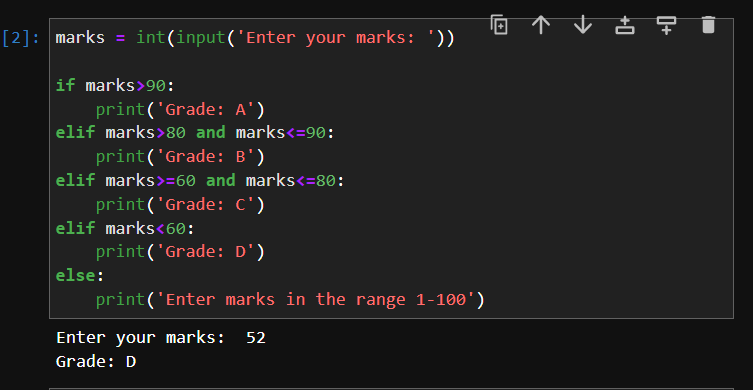 [2]: marks = int(input('Enter your marks: '))
if marks>90:
    print('Grade: A')
elif marks>80 and marks<=90:
    print('Grade: B')
elif marks>=60 and marks<=80:
    print('Grade: C')
elif marks<60:
    print('Grade: D')
else:
    print('Enter marks in the range 1-100')
Enter your marks:  52
Grade: D